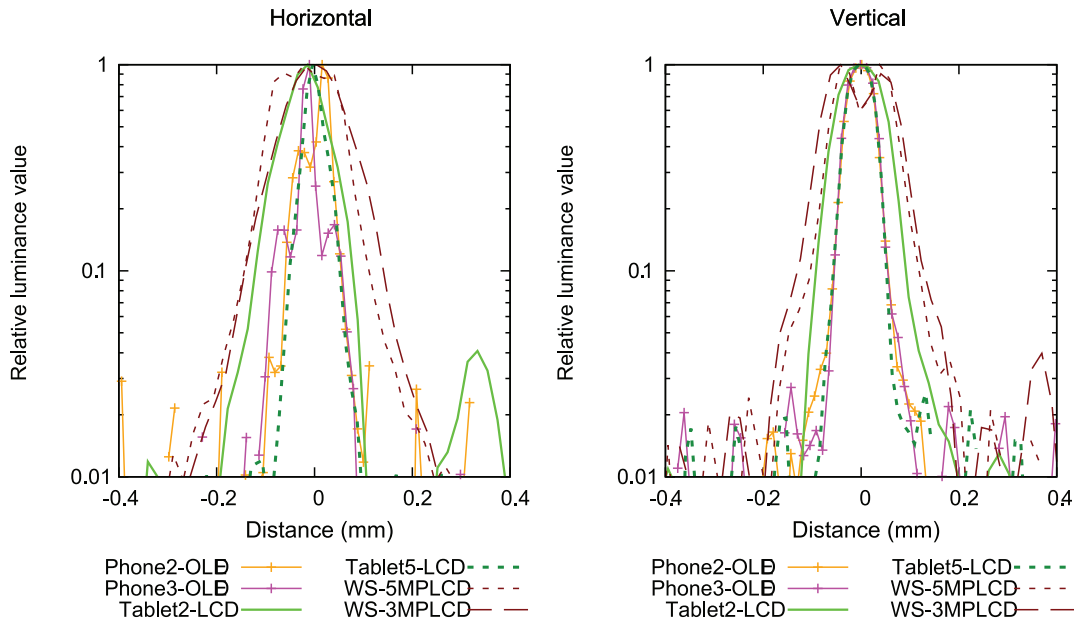 Horizontal
Vertical
1
0.1
0.01
Relative luminance value
-0.4
-0.2
0
0.2
0.4
Distance (mm)
1
0.1
0.01
Relative luminance value
-0.4
-0.2
0
0.2
0.4
Distance (mm)
Phone2-OLED
Phone3-OLED
Tablet2-LCD
Tablet5-LCD
WS-5MPLCD
WS-3MPLCD
Phone2-OLED
Phone3-OLED
Tablet2-LCD
Tablet5-LCD
WS-5MPLCD
WS-3MPLCD